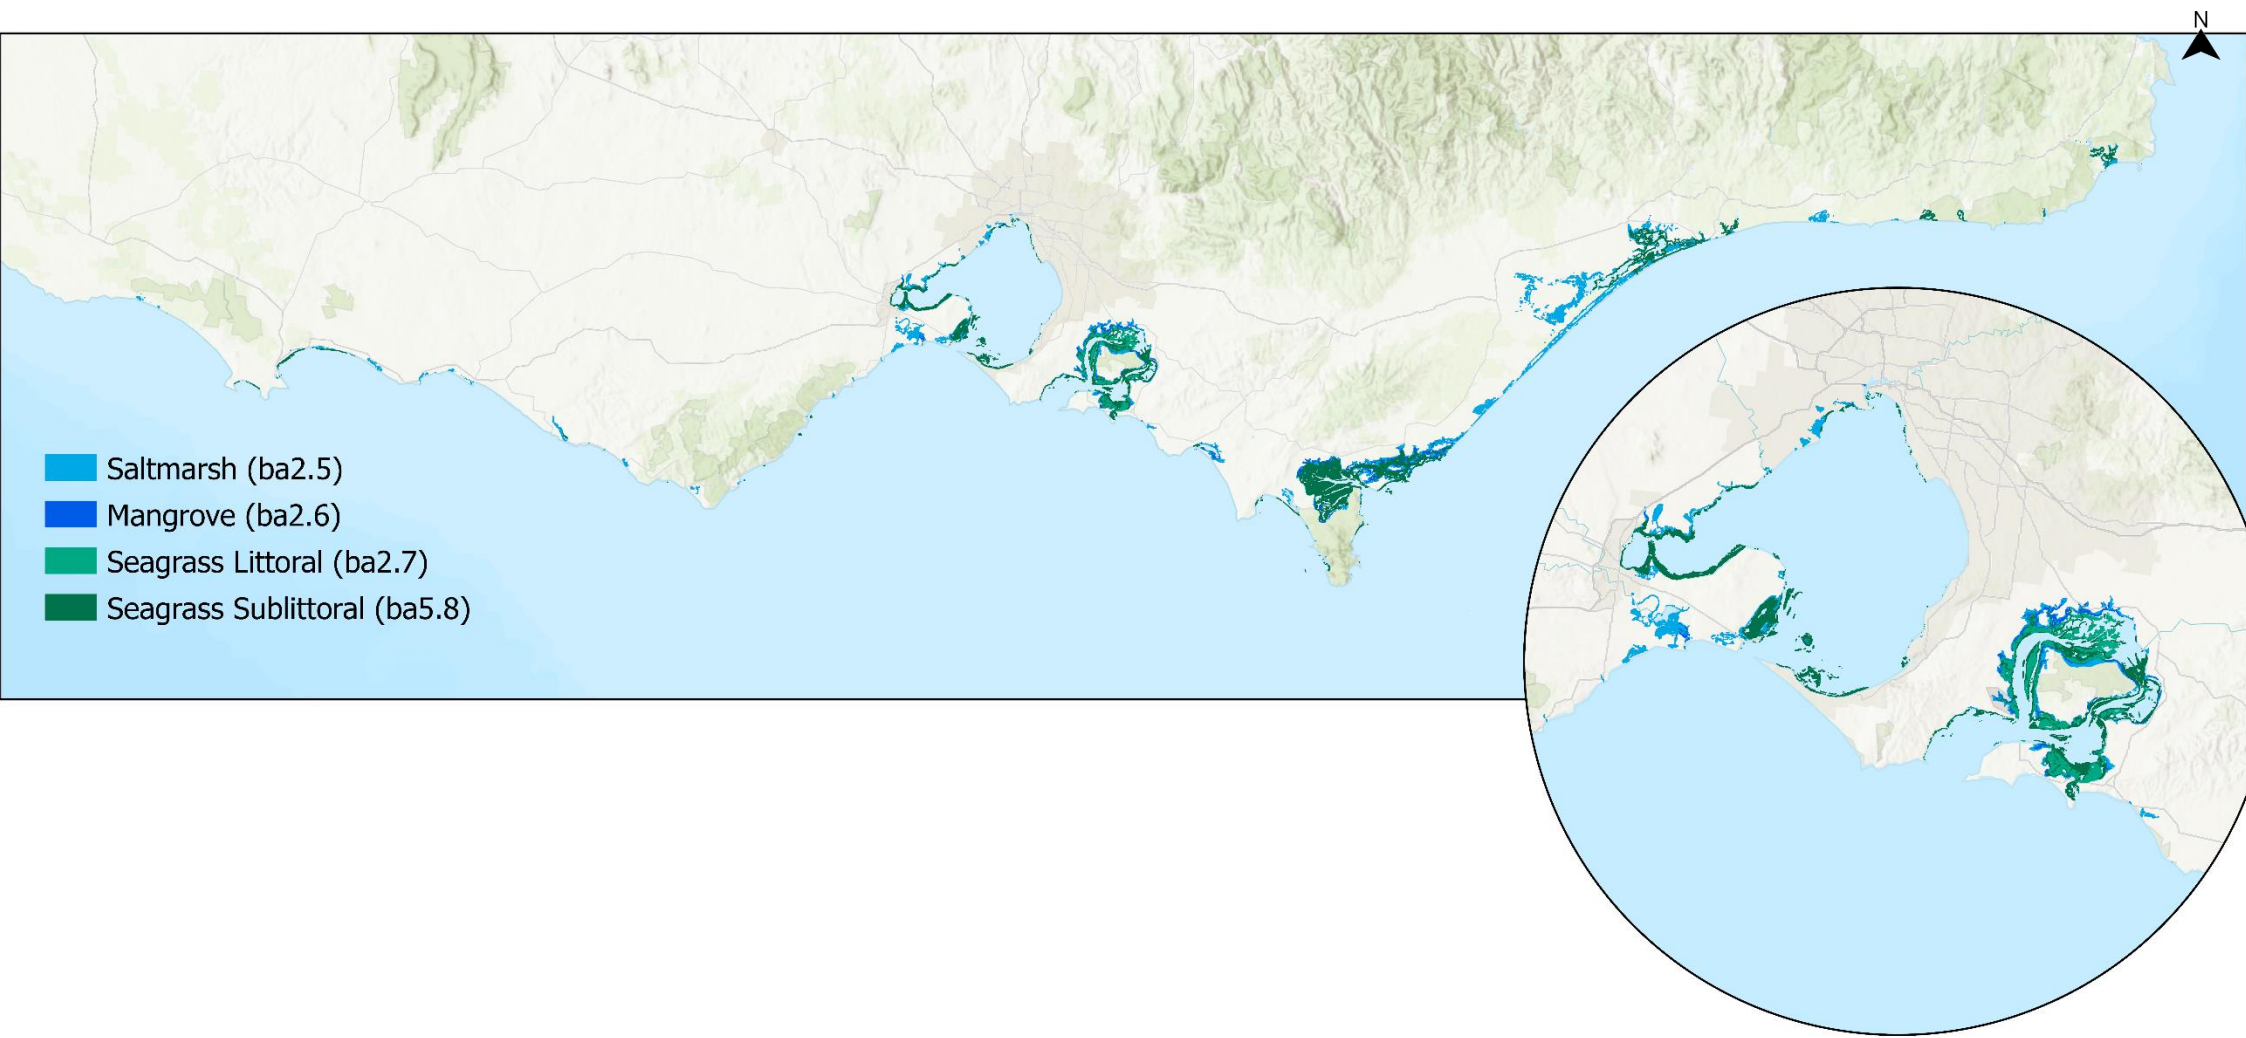 N
Saltmarsh (ba2.5)
Mangrove (ba2.6)
Seagrass Littoral (ba2.7)
Seagrass Sublittoral (ba5.8)